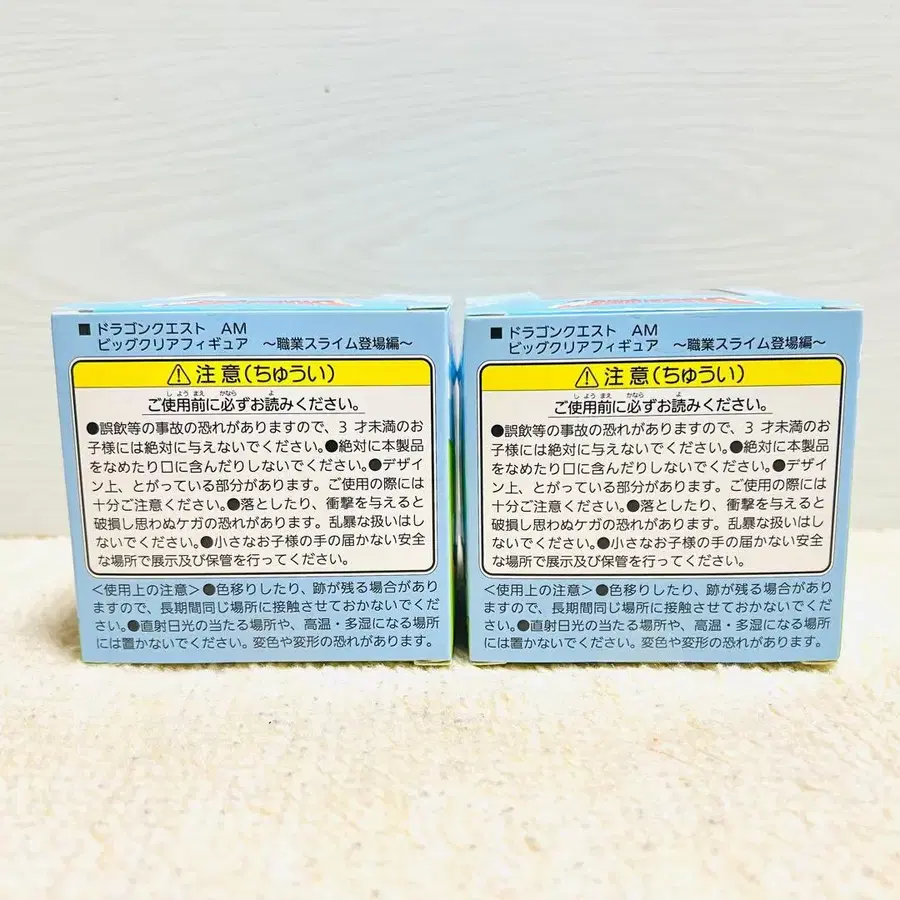 ■ ドラゴンクエスト AM
ビッグクリアフィギュア 〜職業スライム登場編〜
⚠注意(ちゅうい)
しようまえ かなら よ
ご使用前に必ずお読みください。
●誤飲等の事故の恐れがありますので、3才未満のお
子様には絶対に与えないでください。●絶対に本製品
をなめたり口に含んだりしないでください。●デザイ
ン上、とがっている部分があります。ご使用の際には
十分ご注意ください。●落としたり、衝撃を与えると
破損し思わぬケガの恐れがあります。乱暴な扱いはし
ないでください。●小さなお子様の手の届かない安全
な場所で展示及び保管を行ってください。
<使用上の注意>●色移りしたり、跡が残る場合があり
ますので、長期間同じ場所に接触させておかないでくだ
さい。●直射日光の当たる場所や、高温・多湿になる場所
には置かないでください。変色や変形の恐れがあります。
■ ドラゴンクエスト AM
ビッグクリアフィギュア 〜職業スライム登場編〜
⚠注意(ちゅうい)
しようまえ かなら よ
ご使用前に必ずお読みください。
●誤飲等の事故の恐れがありますので、3才未満のお
子様には絶対に与えないでください。●絶対に本製品
をなめたり口に含んだりしないでください。●デザイ
ン上、とがっている部分があります。ご使用の際には
十分ご注意ください。●落としたり、衝撃を与えると
破損し思わぬケガの恐れがあります。乱暴な扱いはし
ないでください。●小さなお子様の手の届かない安全
な場所で展示及び保管を行ってください。
<使用上の注意>●色移りしたり、跡が残る場合があり
ますので、長期間同じ場所に接触させておかないでくだ
さい。●直射日光の当たる場所や、高温・多湿になる場所
には置かないでください。変色や変形の恐れがあります。